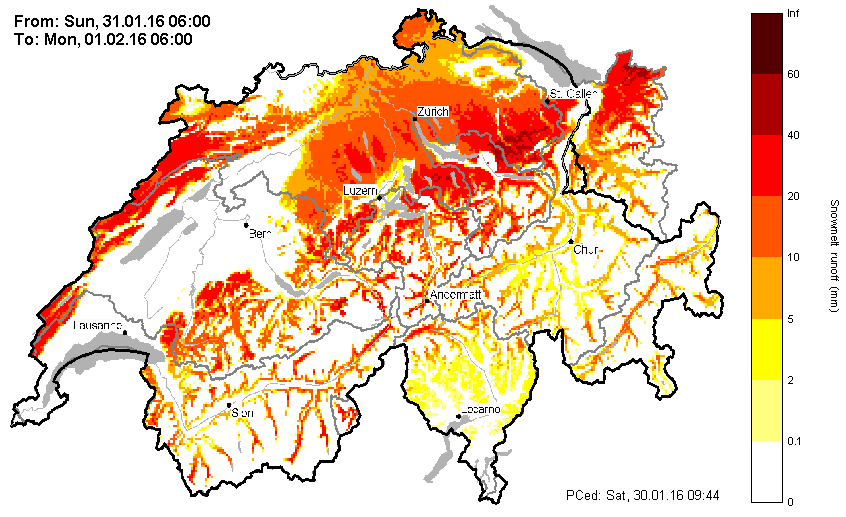 From: Sun, 31.01.16 06:00
To: Mon, 01.02.16 06:00
Inf
60
40
20
10
5
2
0.1
0
Snowmelt runoff (mm)
St. Gallen
Zürich
Luzern
Bern
Chur
Andermatt
Lausanne
Sion
Locarno
PCed: Sat, 30.01.16 09:44